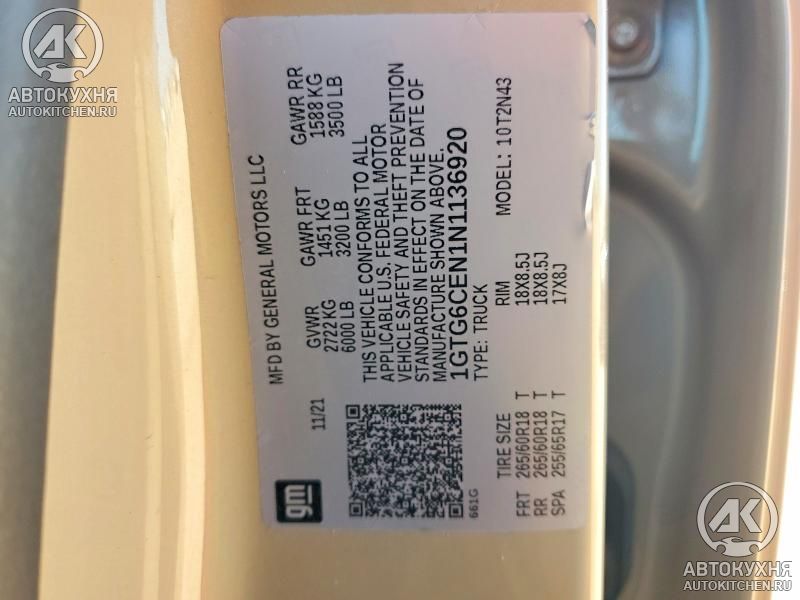 AK
АВТОКУХНЯ
AUTOKITCHEN.RU
gm
MFD BY GENERAL MOTORS LLC
11/21
GVWR GAWR FRT GAWR RR
2722 KG 1451 KG 1588 KG
6000 LB 3200 LB 3500 LB
THIS VEHICLE CONFORMS TO ALL
APPLICABLE U.S. FEDERAL MOTOR
VEHICLE SAFETY AND THEFT PREVENTION
STANDARDS IN EFFECT ON THE DATE OF
MANUFACTURE SHOWN ABOVE.
1GTG6CEN1N1136920
TYPE: TRUCK MODEL: 10T2N43
661G
TIRE SIZE RIM
FRT 265/60R18 T 18X8.5J
RR 265/60R18 T 18X8.5J
SPA 255/65R17 T 17X8J
AK
АВТОКУХНЯ
AUTOKITCHEN.RU